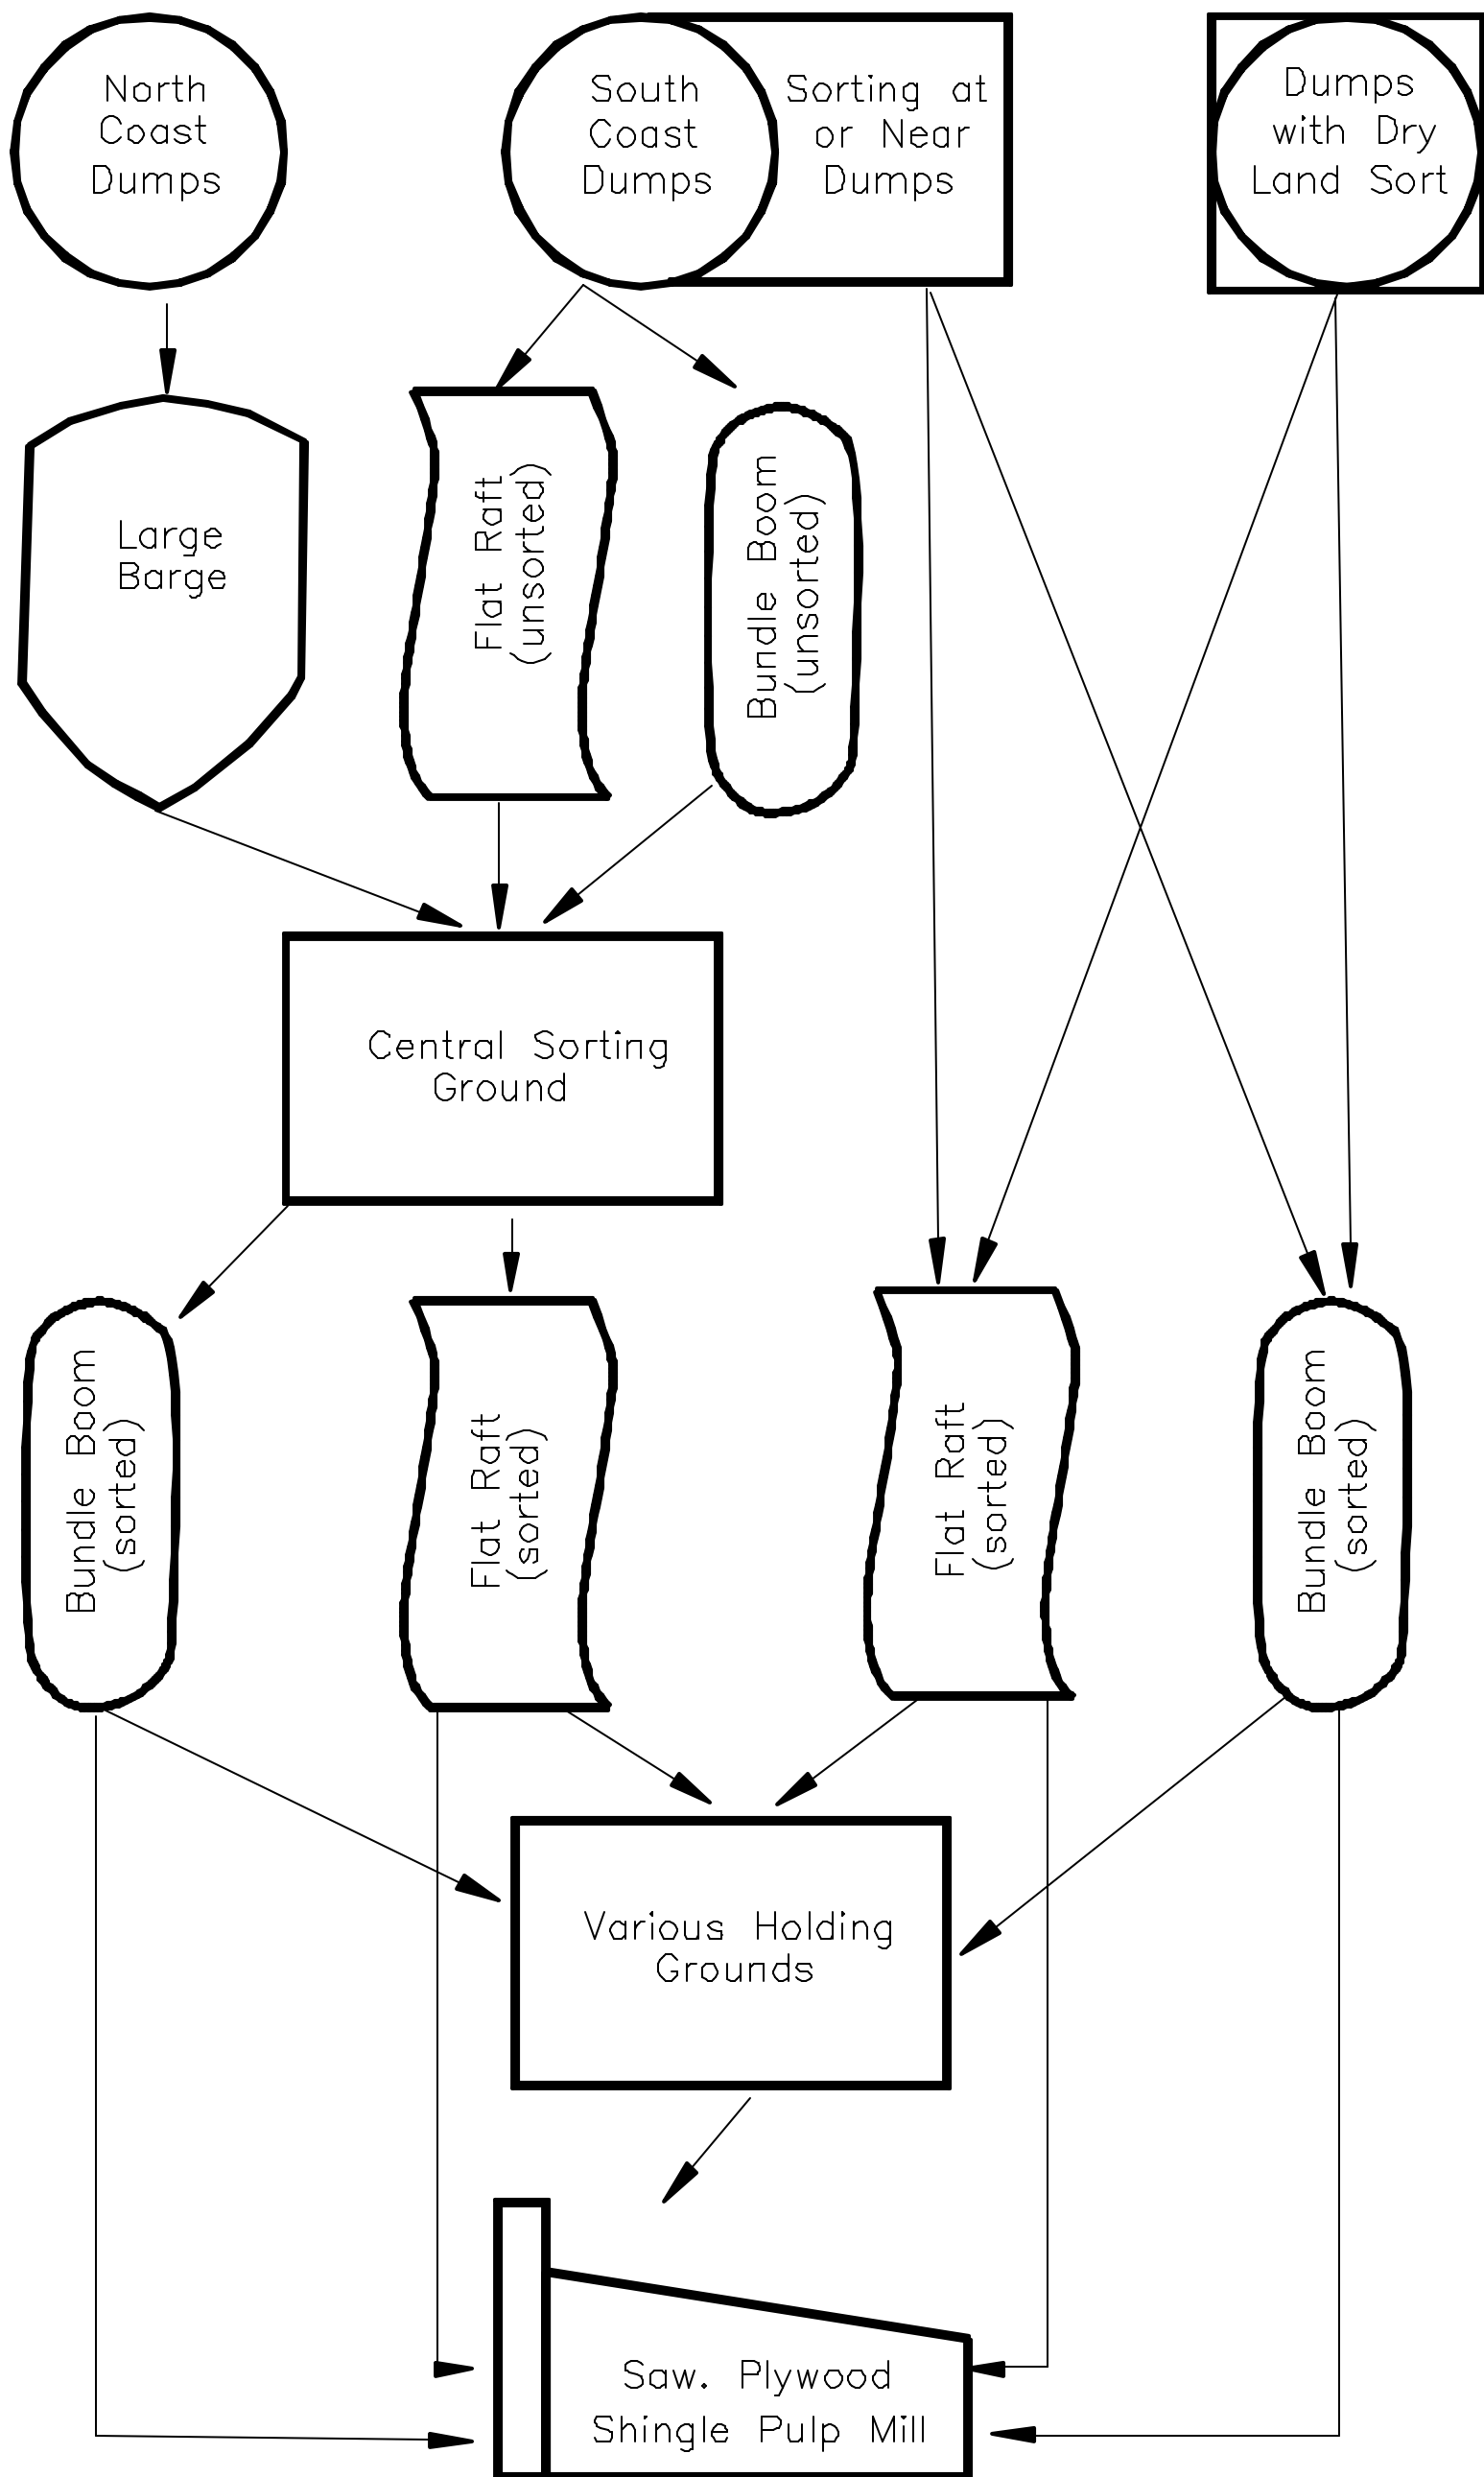 North
Coast
Dumps
South
Coast
Dumps
Sorting at
or Near
Dumps
Dumps
with Dry
Land Sort
Large
Barge
Flat Raft
(unsorted)
Bundle Boom
(unsorted)
Central Sorting
Ground
Bundle Boom
(sorted)
Flat Raft
(sorted)
Flat Raft
(sorted)
Bundle Boom
(sorted)
Various Holding
Grounds
Saw. Plywood
Shingle Pulp Mill